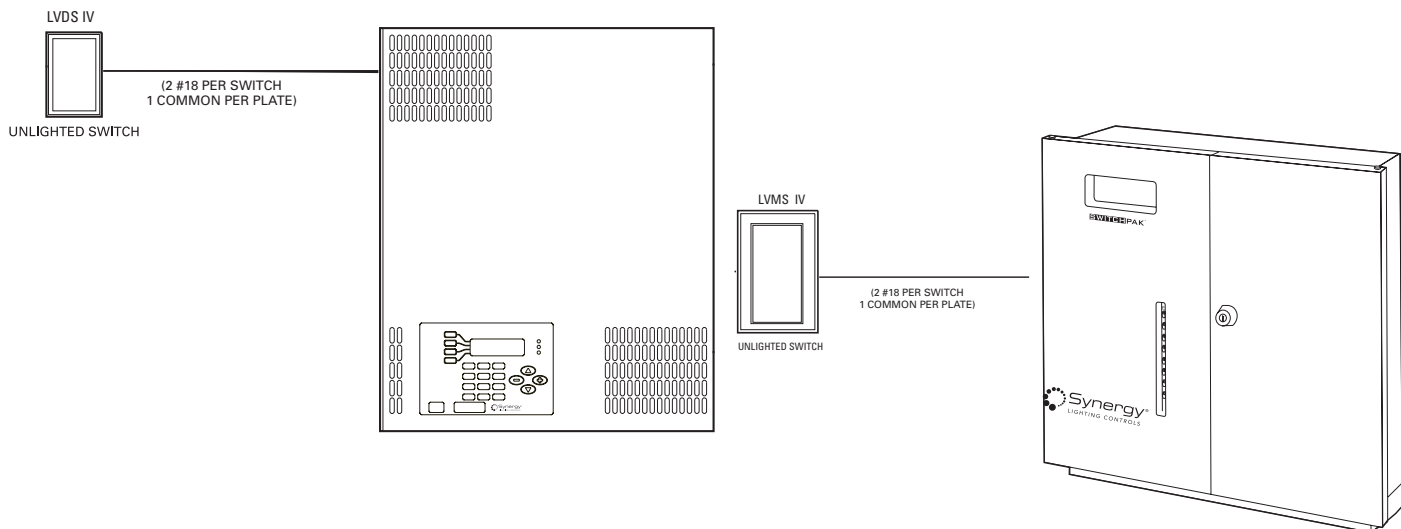 LVDS IV
(2 #18 PER SWITCH
1 COMMON PER PLATE)
UNLIGHTED SWITCH
Synergy
LVMS IV
(2 #18 PER SWITCH
1 COMMON PER PLATE)
UNLIGHTED SWITCH
SWITCHPAK
Synergy®
LIGHTING CONTROLS